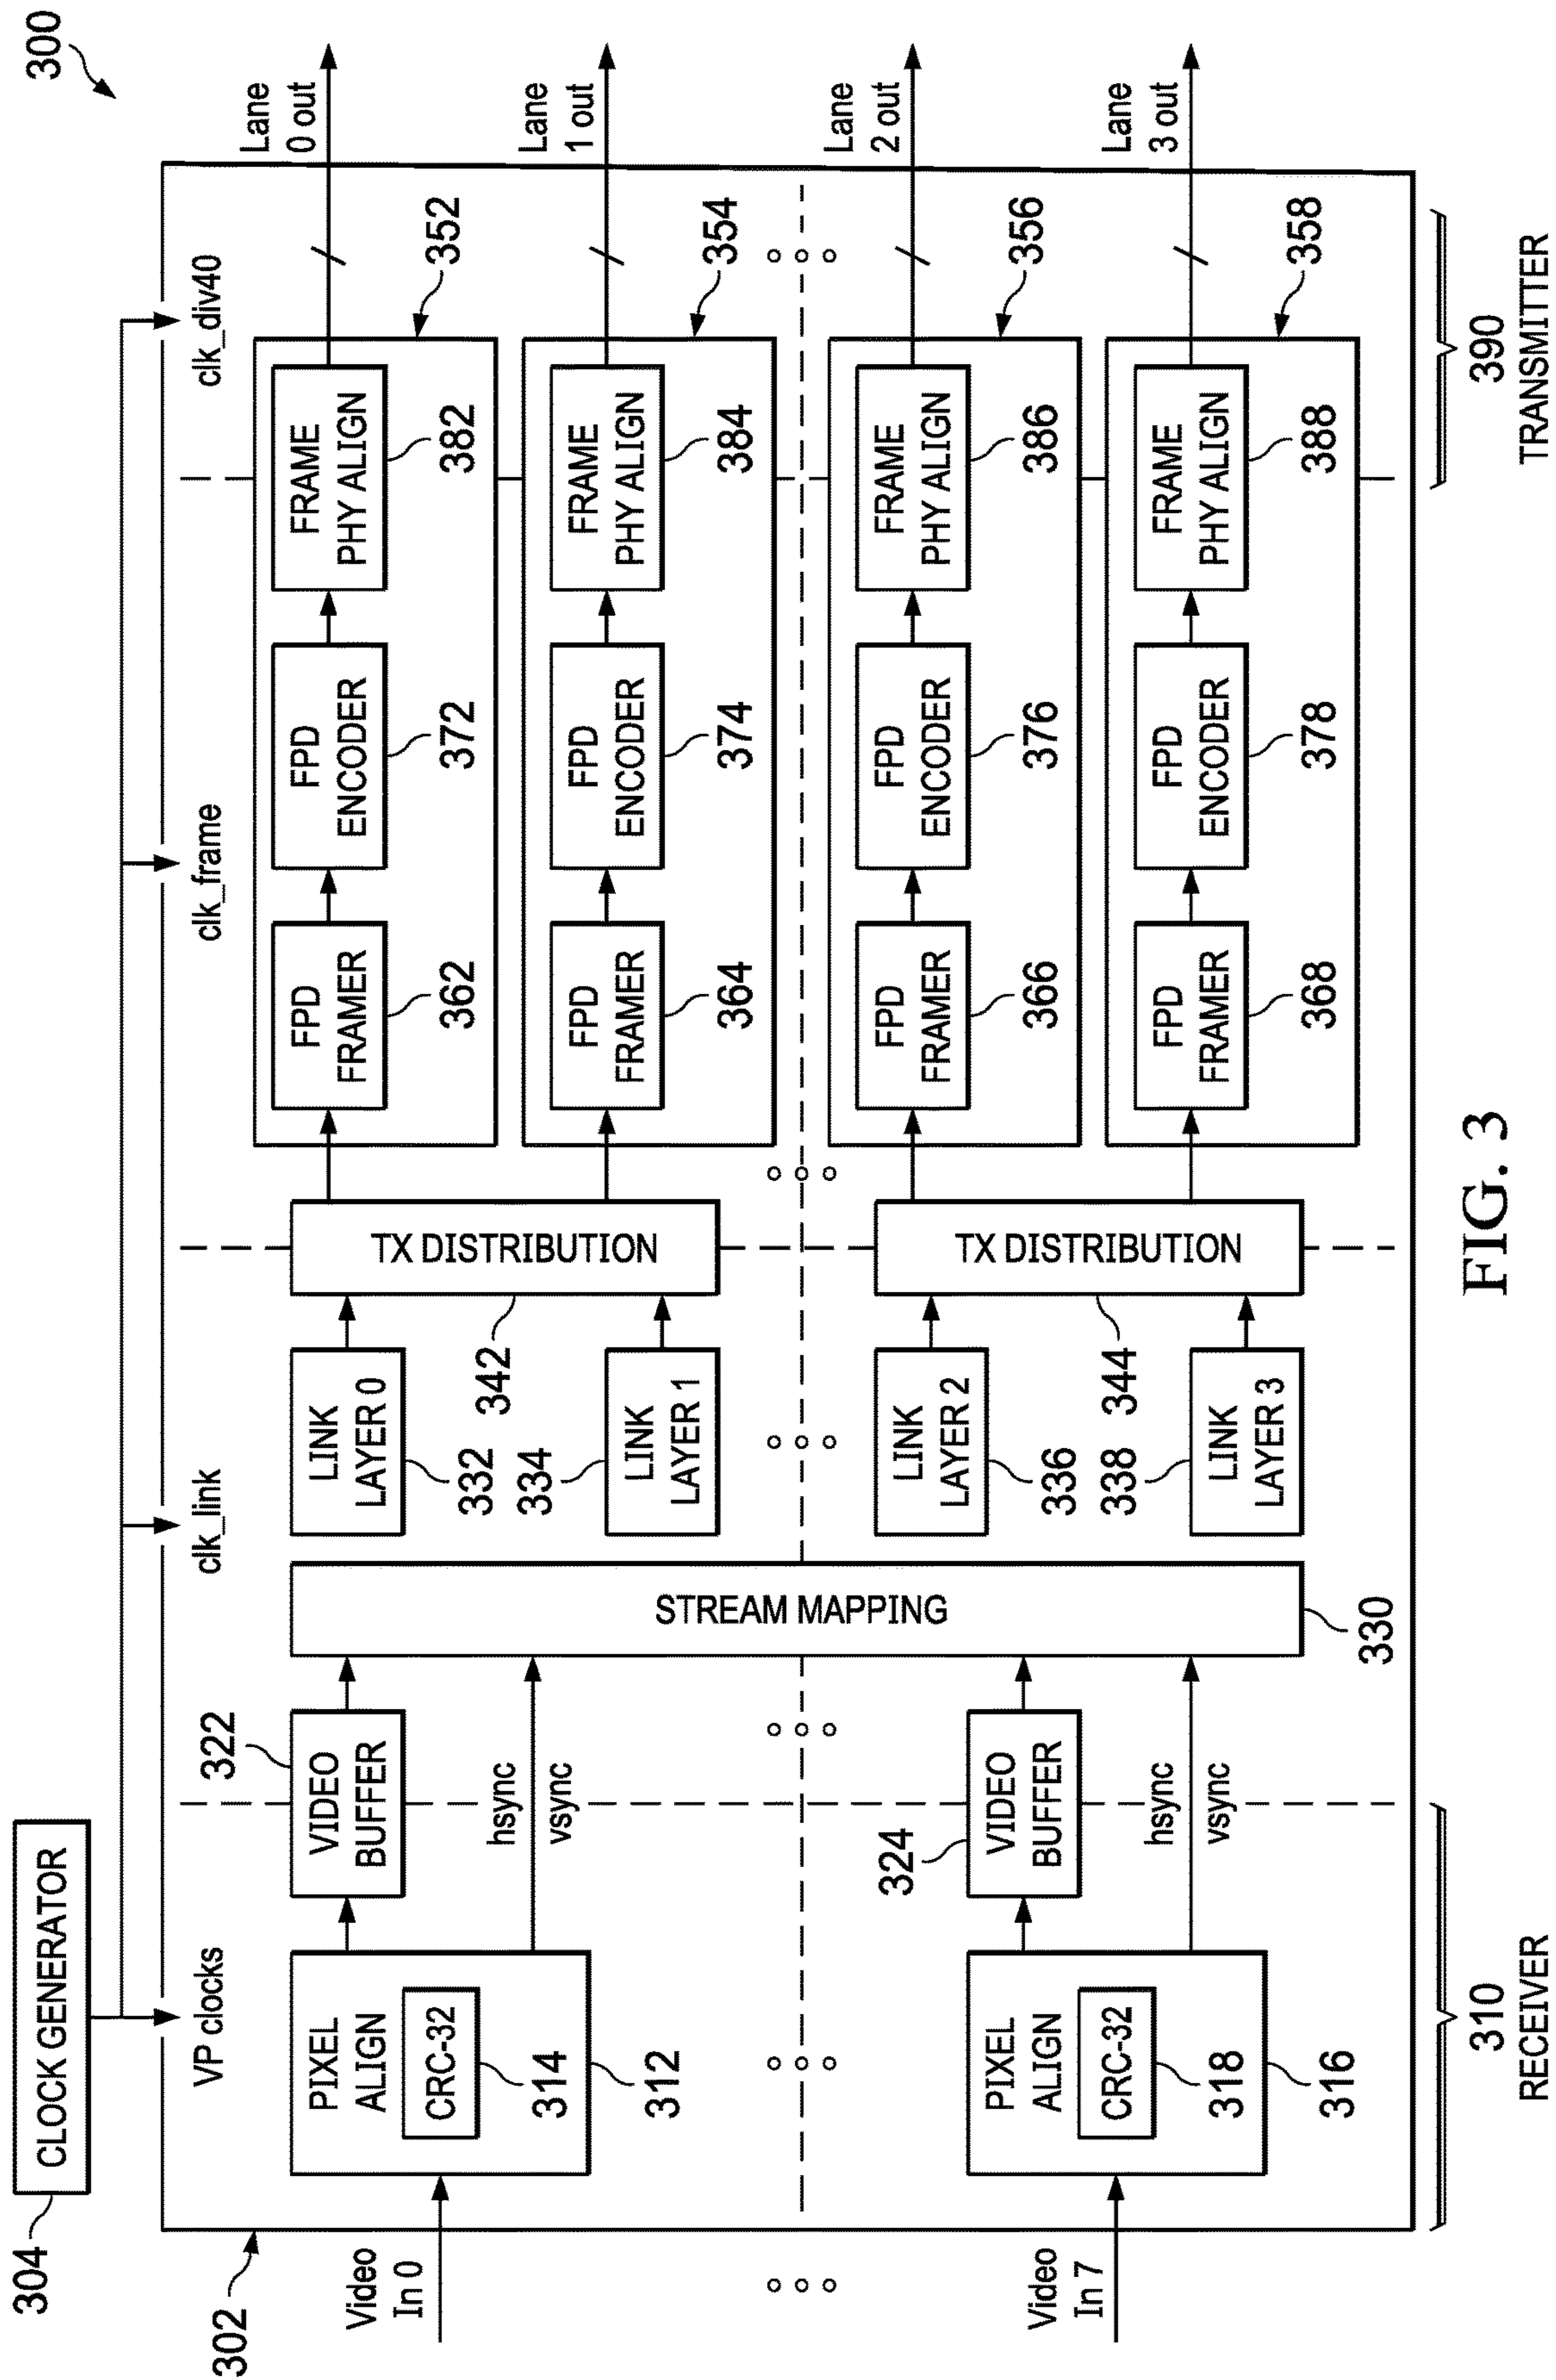 300
304
CLOCK GENERATOR
302
VP clocks
clk_link
clk_frame
clk_div40
Video
In 0
PIXEL
ALIGN
CRC-32
314
312
322
VIDEO
BUFFER
hsync
vsync
STREAM MAPPING
330
LINK
LAYER 0
332
334
LINK
LAYER 1
TX DISTRIBUTION
342
FPD
FRAMER
362
FPD
ENCODER
372
FRAME
PHY ALIGN
382
352
Lane
0 out
FPD
FRAMER
364
FPD
ENCODER
374
FRAME
PHY ALIGN
384
354
Lane
1 out
Video
In 7
PIXEL
ALIGN
CRC-32
318
316
324
VIDEO
BUFFER
hsync
vsync
LINK
LAYER 2
336
338
LINK
LAYER 3
TX DISTRIBUTION
344
FPD
FRAMER
366
FPD
ENCODER
376
FRAME
PHY ALIGN
386
356
Lane
2 out
FPD
FRAMER
368
FPD
ENCODER
378
FRAME
PHY ALIGN
388
358
Lane
3 out
310
RECEIVER
390
TRANSMITTER
FIG. 3